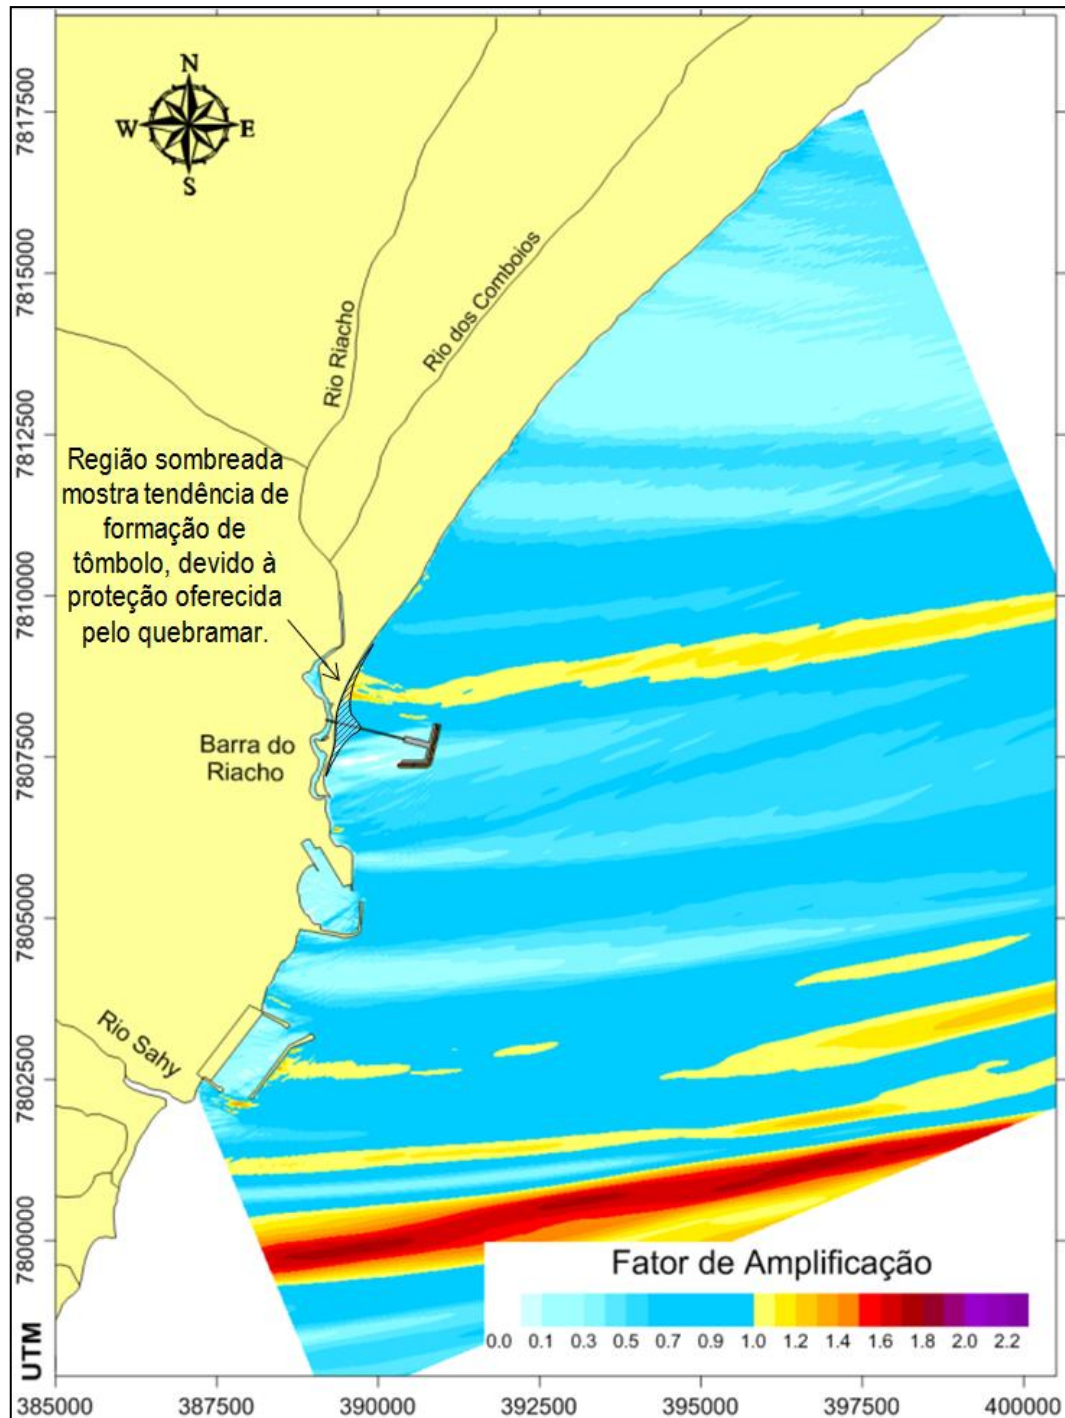 N
W
E
S
7817500
7815000
7812500
7810000
7807500
7805000
7802500
7800000
UTM
Rio Riacho
Rio dos Comboios
Região sombreada
mostra tendência de
formação de
tômbolo, devido à
proteção oferecida
pelo quebramar.
Barra do
Riacho
Rio Sahy
Fator de Amplificação
0.0 0.1 0.3 0.5 0.7 0.9 1.0 1.2 1.4 1.6 1.8 2.0 2.2
385000 387500 390000 392500 395000 397500 400000